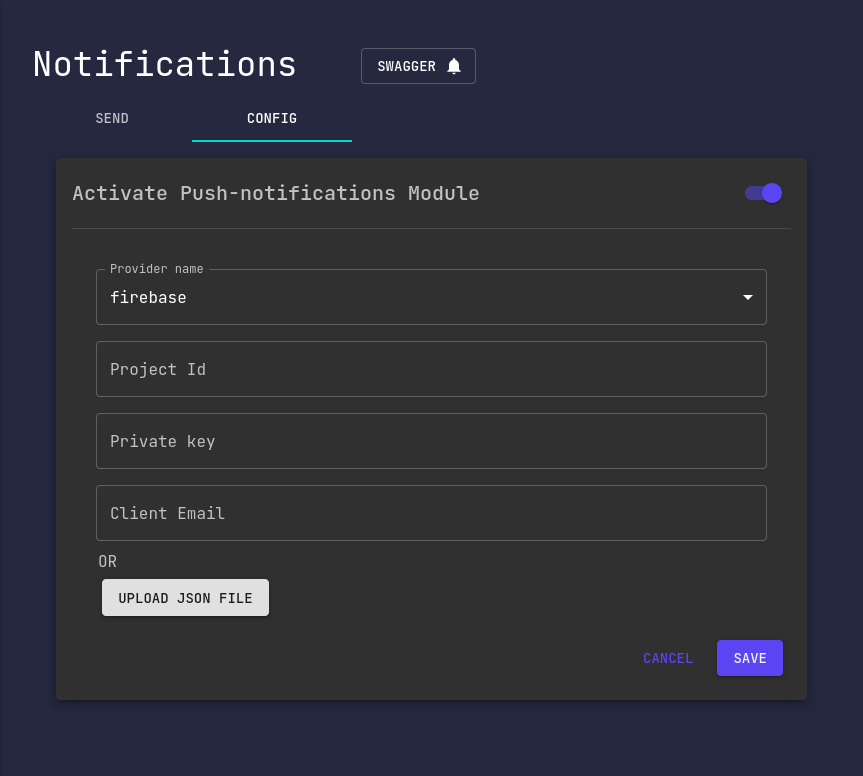 Notifications
SWAGGER
SEND
CONFIG
Activate Push-notifications Module
Provider name
firebase
Project Id
Private key
Client Email
OR
UPLOAD JSON FILE
CANCEL
SAVE